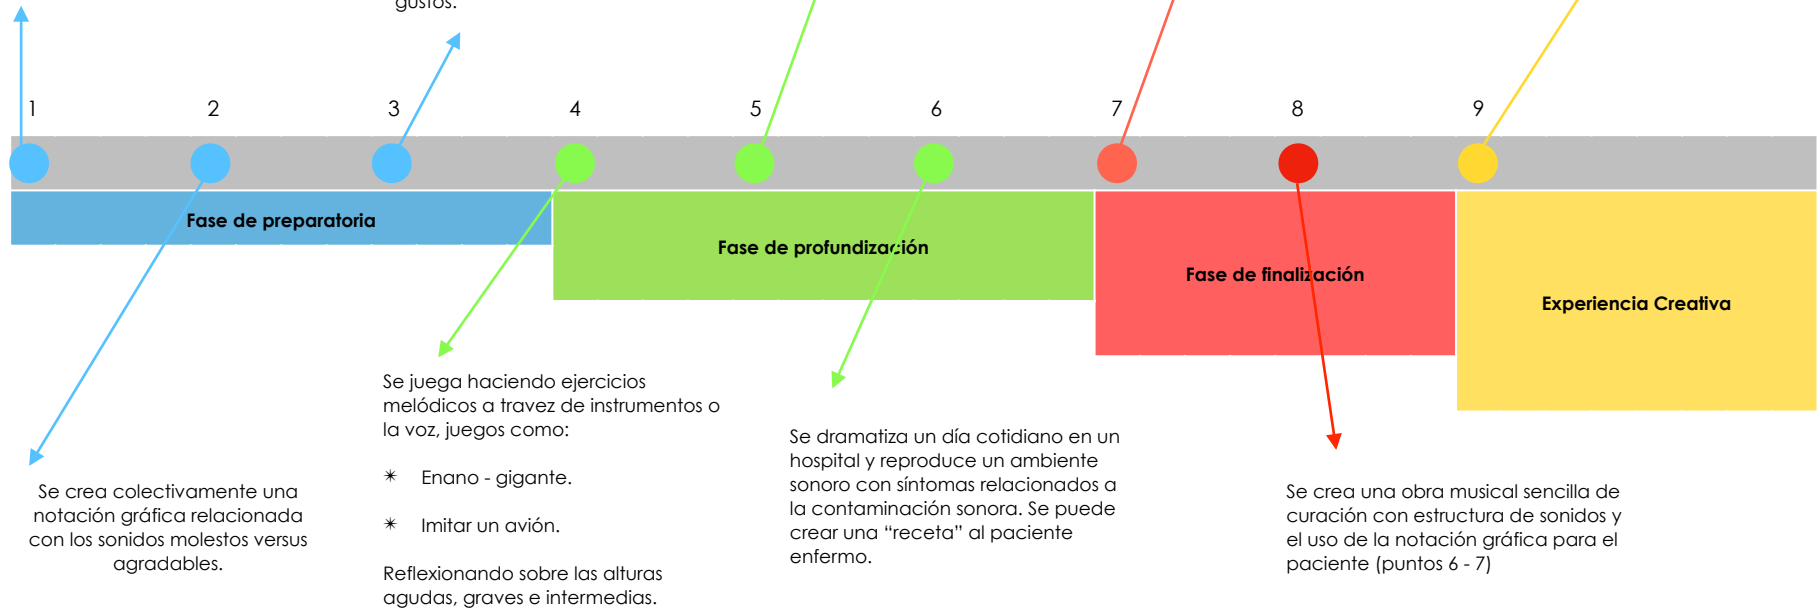 gustos.
1 2 3 4 5 6 7 8 9
Fase de preparatoria
Fase de profundización
Fase de finalización
Experiencia Creativa
Se crea colectivamente una
notación gráfica relacionada
con los sonidos molestos versus
agradables.
Se juega haciendo ejercicios
melódicos a travez de instrumentos o
la voz, juegos como:
✴ Enano - gigante.
✴ Imitar un avión.
Reflexionando sobre las alturas
agudas, graves e intermedias.
Se dramatiza un día cotidiano en un
hospital y reproduce un ambiente
sonoro con síntomas relacionados a
la contaminación sonora. Se puede
crear una “receta” al paciente
enfermo.
Se crea una obra musical sencilla de
curación con estructura de sonidos y
el uso de la notación gráfica para el
paciente (puntos 6 - 7)